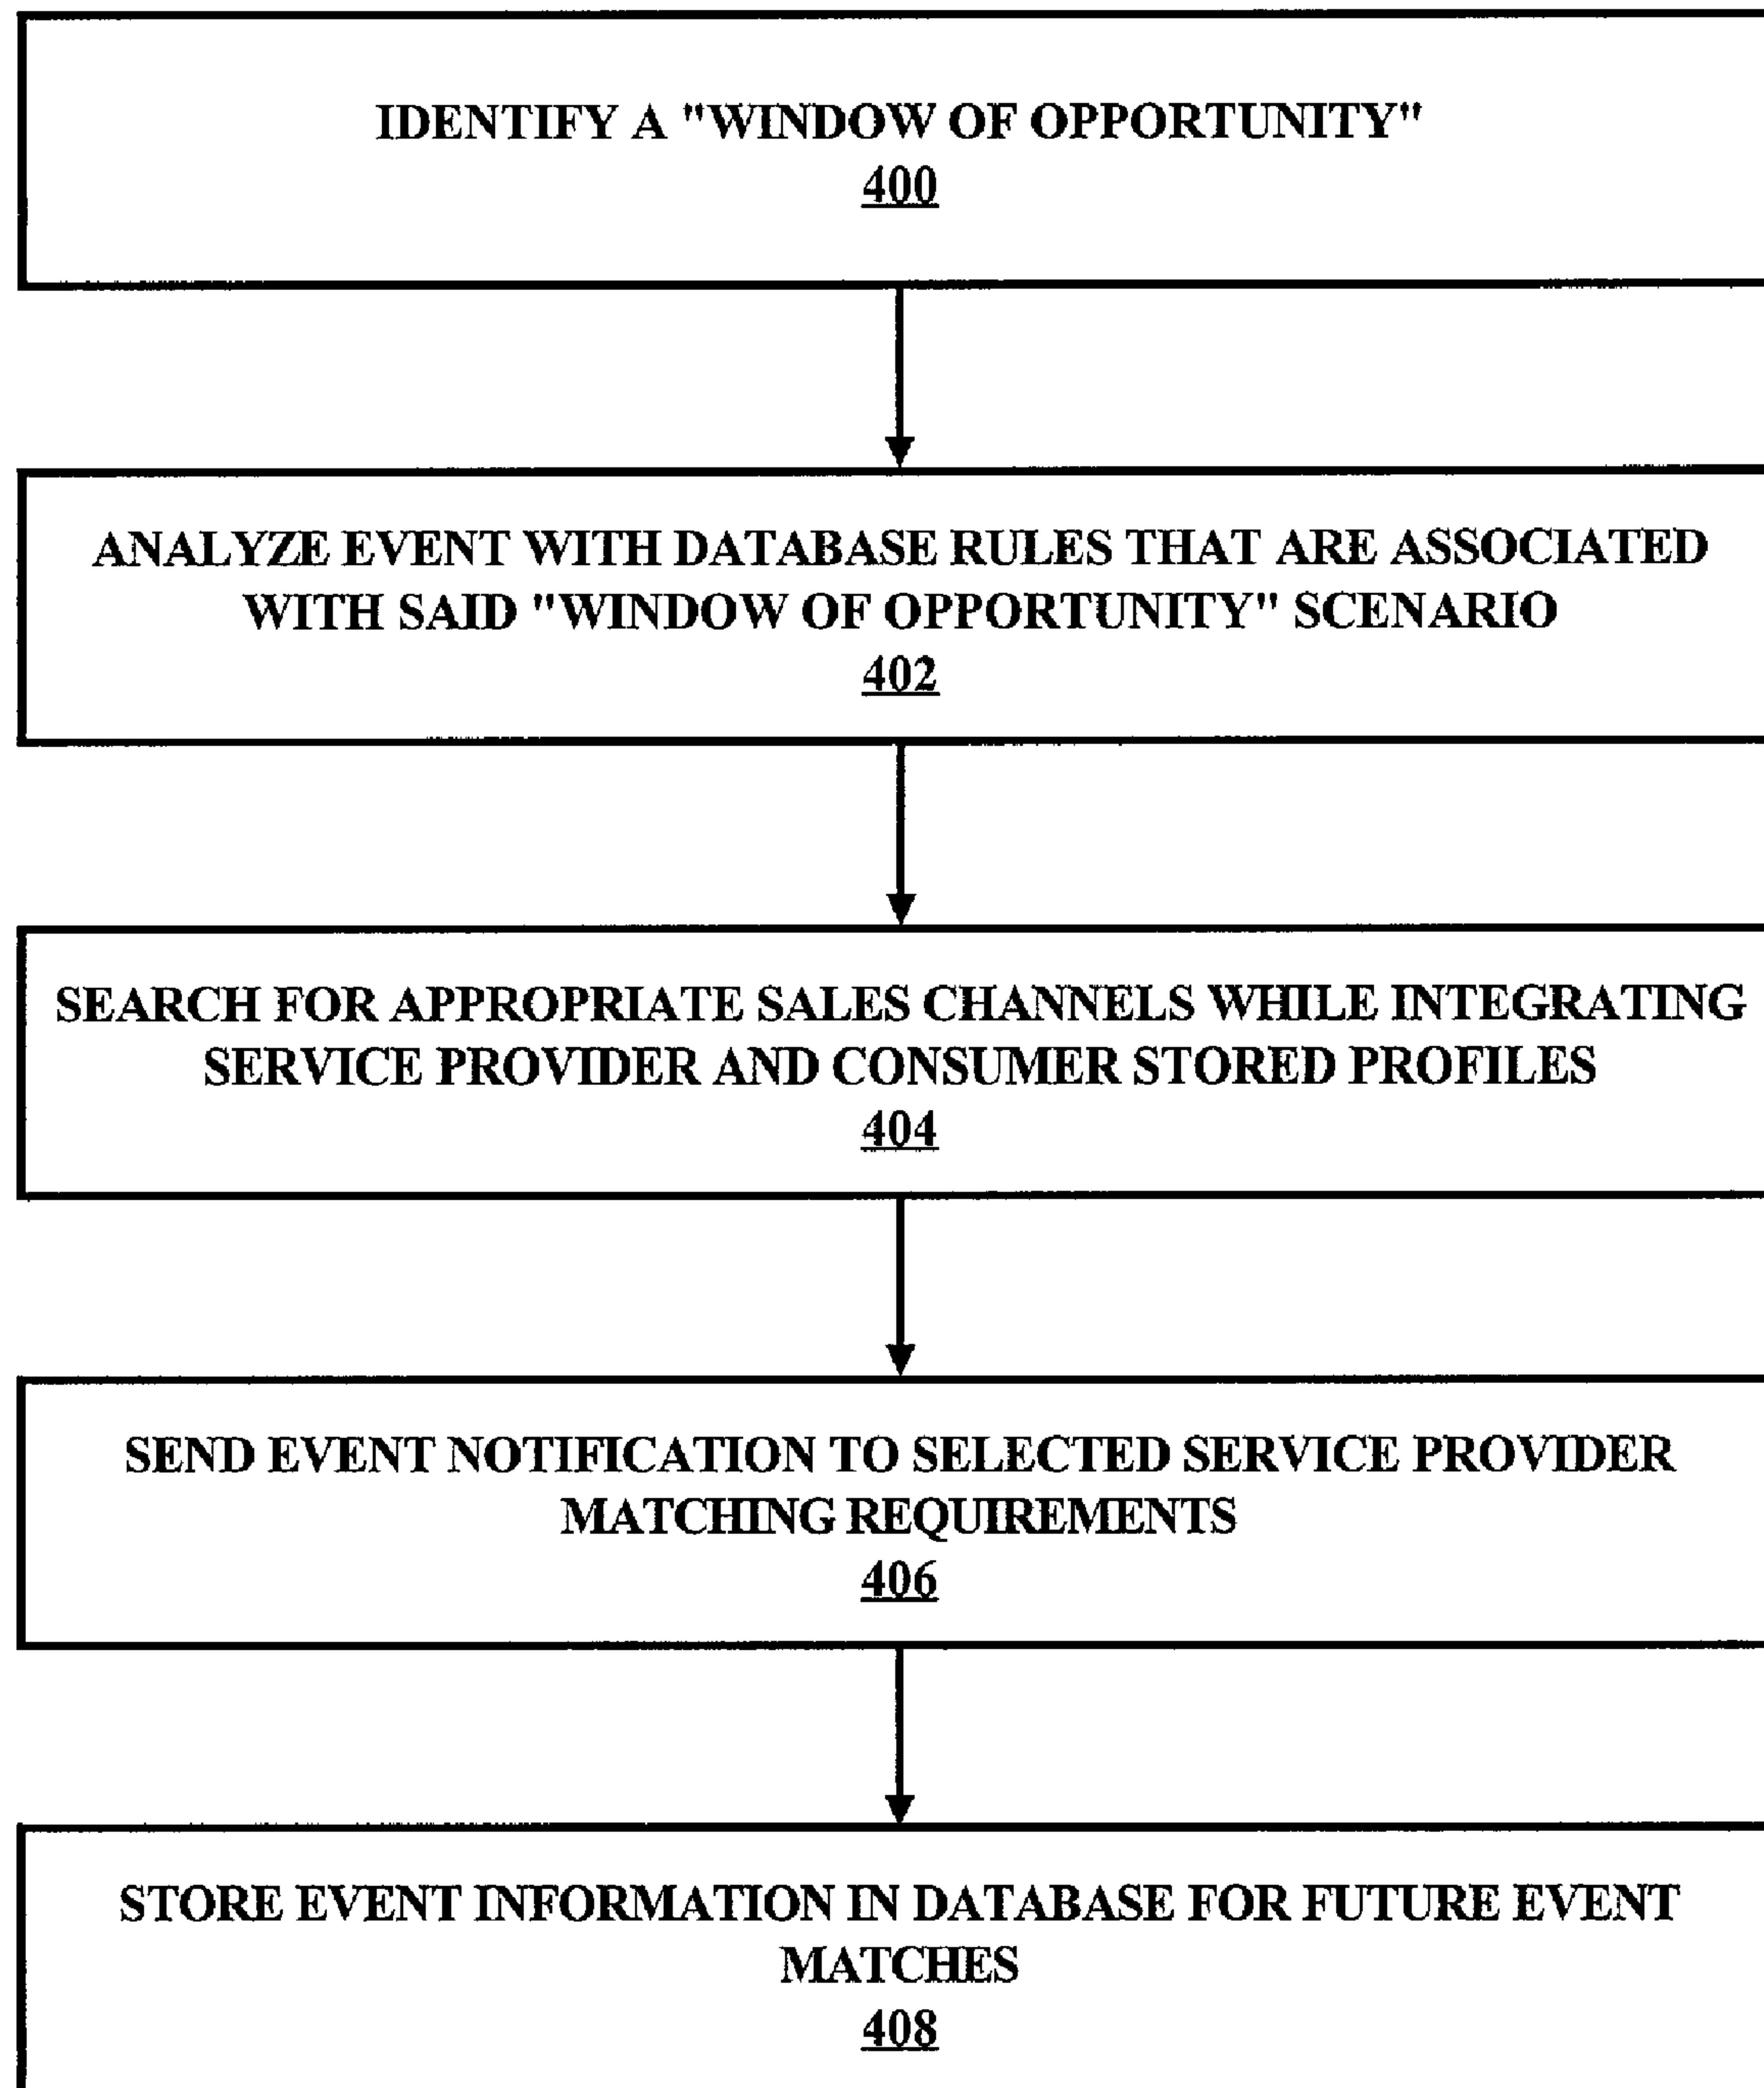 IDENTIFY A "WINDOW OF OPPORTUNITY"
400
ANALYZE EVENT WITH DATABASE RULES THAT ARE ASSOCIATED
WITH SAID "WINDOW OF OPPORTUNITY" SCENARIO
402
SEARCH FOR APPROPRIATE SALES CHANNELS WHILE INTEGRATING
SERVICE PROVIDER AND CONSUMER STORED PROFILES
404
SEND EVENT NOTIFICATION TO SELECTED SERVICE PROVIDER
MATCHING REQUIREMENTS
406
STORE EVENT INFORMATION IN DATABASE FOR FUTURE EVENT
MATCHES
408